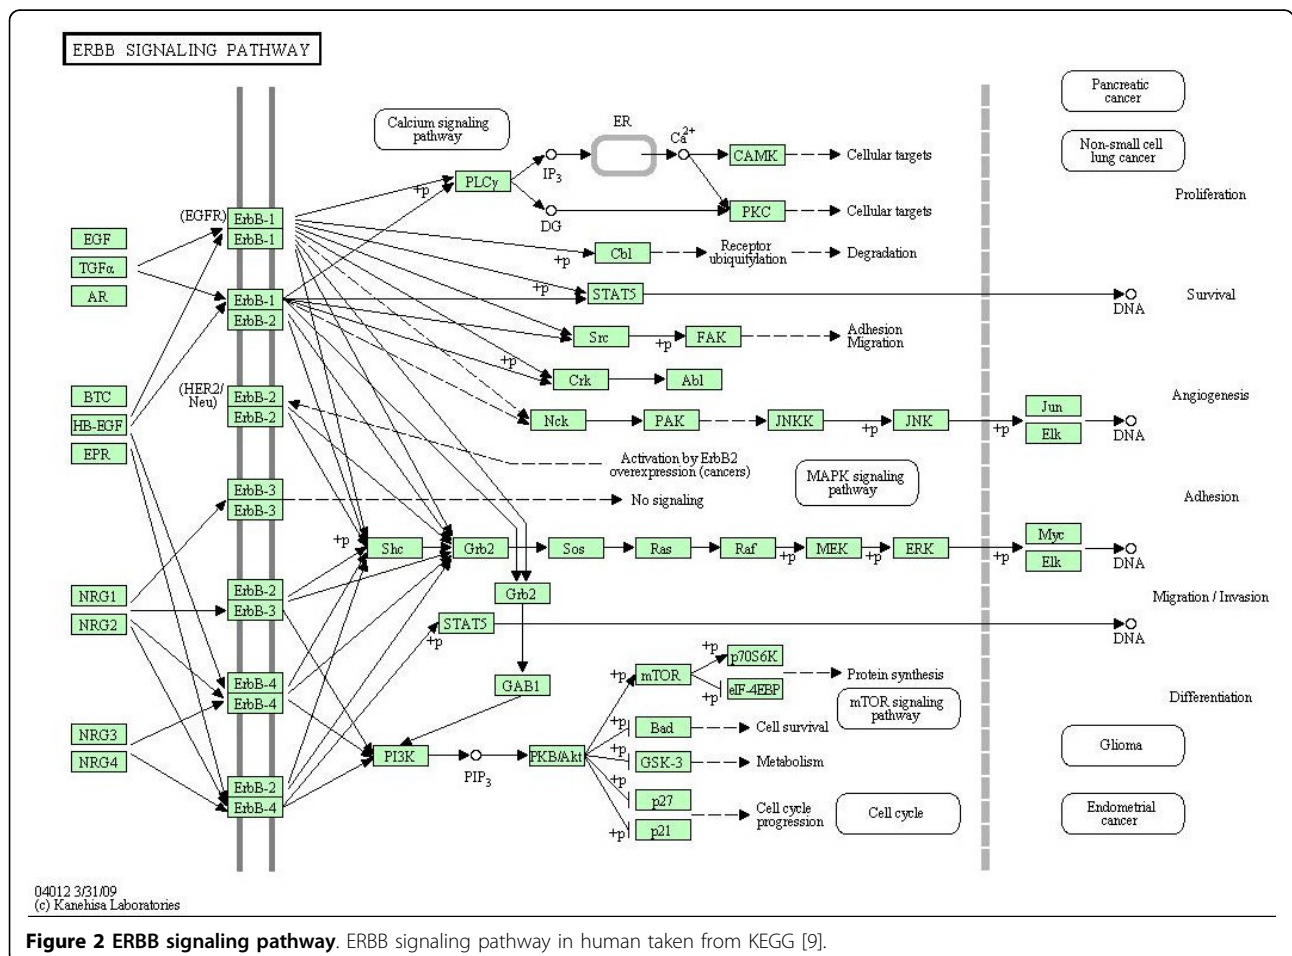 ERBB SIGNALING PATHWAY
Calcium signaling
pathway
ER
Ca2+
IP3
DG
PLCγ
+p
CAMK
PKC
Cellular targets
Cellular targets
Pancreatic
cancer
Non-small cell
lung cancer
Proliferation
(EGFR)
ErbB-1
ErbB-1
EGF
TGFα
AR
ErbB-1
ErbB-2
+p
Cbl
Receptor
ubiquitylation
Degradation
+p
STAT5
DNA
Survival
Src
+p
FAK
Adhesion
Migration
+p
Crk
Abl
BTC
HB-EGF
EPR
(HER2/
Neu)
ErbB-2
ErbB-2
Nck
PAK
JNKK
+p
JNK
+p
Jun
Elk
DNA
Angiogenesis
Activation by ErbB2
overexpression (cancers)
MAPK signaling
pathway
ErbB-3
ErbB-3
No signaling
Adhesion
+p
Shc
Grb2
Sos
Ras
Raf
+p
MEK
+p
ERK
+p
Myc
Elk
DNA
NRG1
NRG2
ErbB-2
ErbB-3
Grb2
STAT5
+p
DNA
Migration / Invasion
ErbB-4
ErbB-4
GAB1
+p
mTOR
+p
p70S6K
+p
eIF-4EBP
Protein synthesis
mTOR signaling
pathway
Differentiation
NRG3
NRG4
PI3K
PIP3
PKB/Akt
+p
Bad
Cell survival
+p
GSK-3
Metabolism
+p
p27
+p
p21
Cell cycle
progression
Cell cycle
Glioma
Endometrial
cancer
ErbB-2
ErbB-4
04012 3/31/09
(c) Kanehisa Laboratories
Figure 2 ERBB signaling pathway. ERBB signaling pathway in human taken from KEGG [9].